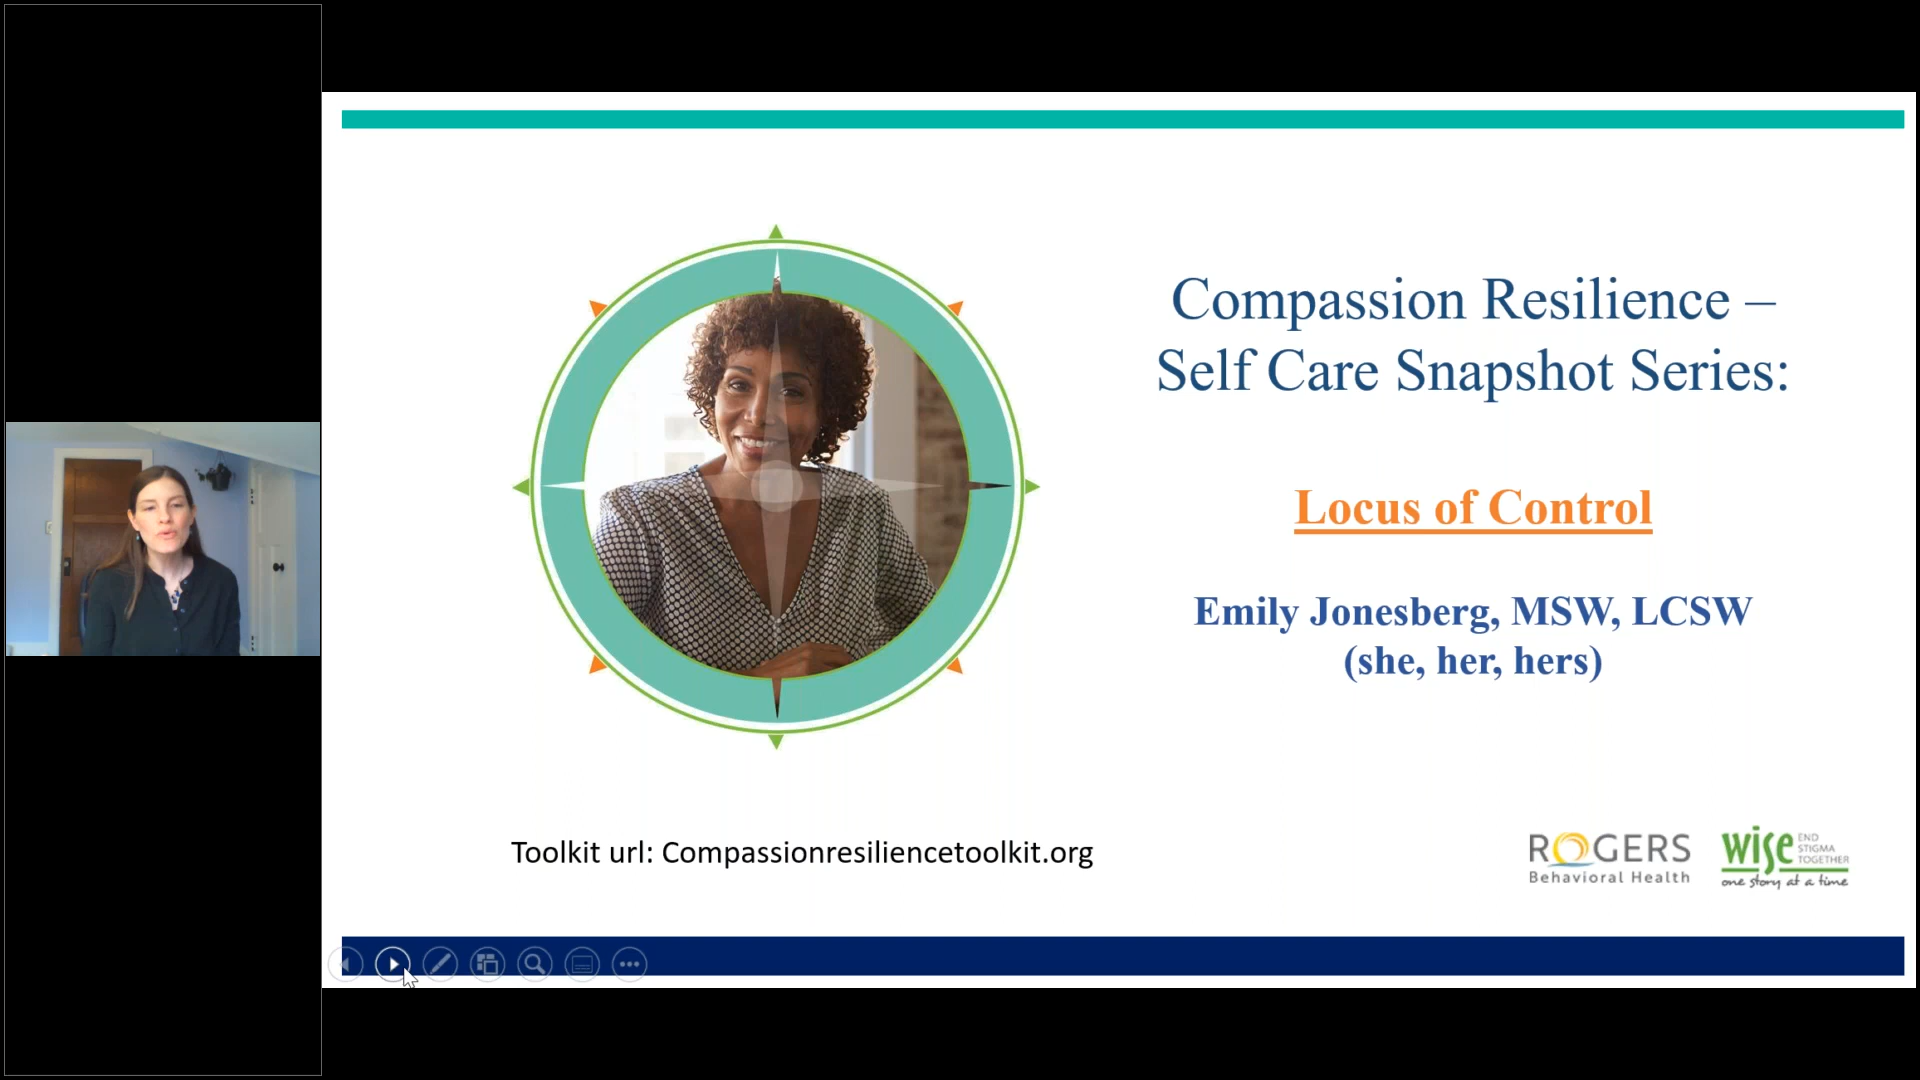 Compassion Resilience –
Self Care Snapshot Series:
Locus of Control
Emily Jonesberg, MSW, LCSW
(she, her, hers)
Toolkit url: Compassionresiliencetoolkit.org
ROGERS
Behavioral Health
wise END
STIGMA
TOGETHER
one story at a time